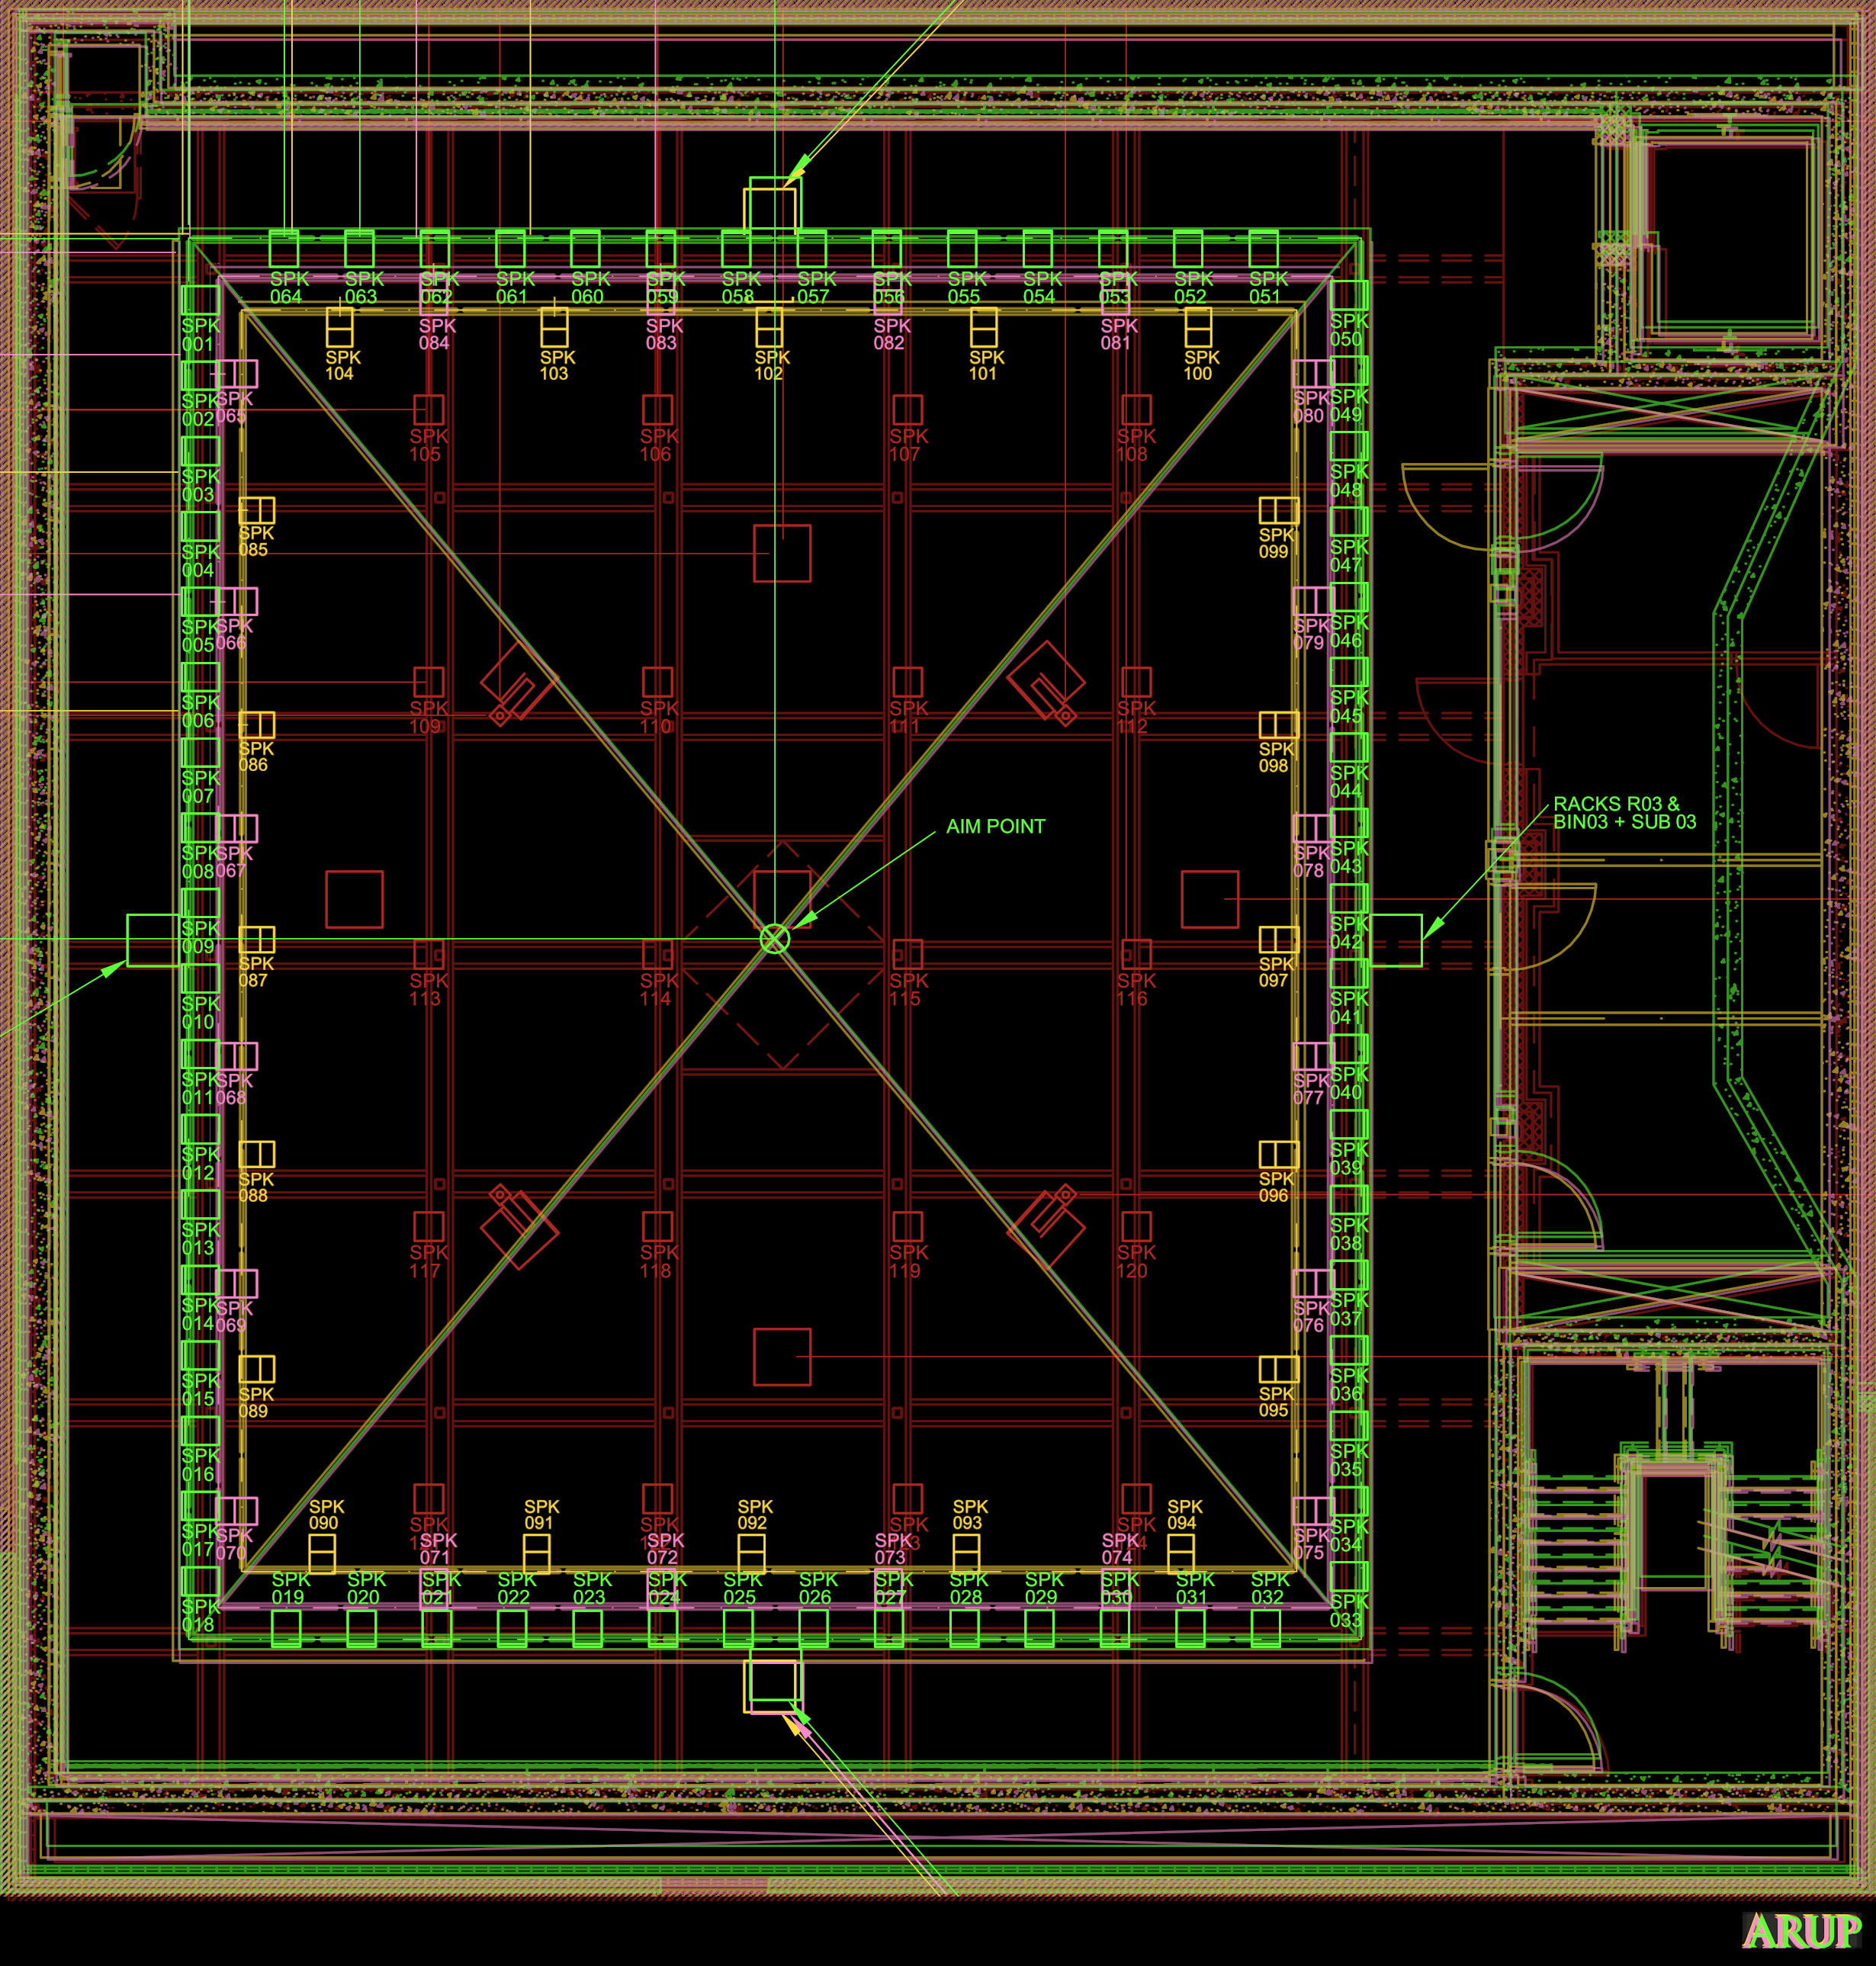 SPK SPK SPK SPK SPK SPK SPK SPK SPK SPK SPK SPK SPK SPK
064 063 062 061 060 059 058 057 056 055 054 053 052 051
SPK SPK SPK SPK SPK SPK
001 084 083 082 081 050
SPK SPK SPK SPK SPK
104 103 102 101 100
SPK SPK SPK SPK
002 065 080 049
SPK SPK SPK SPK
105 106 107 108
SPK SPK
003 048
SPK SPK
085 099
SPK SPK
004 047
SPK SPK SPK SPK
005 066 079 046
SPK SPK
006 045
SPK SPK SPK SPK
109 110 111 112
SPK SPK
086 098
SPK SPK
007 044
RACKS R03 &
BIN03 + SUB 03
AIM POINT
SPK SPK SPK SPK
008 067 078 043
SPK SPK
009 042
SPK SPK
087 097
SPK SPK SPK SPK
113 114 115 116
SPK SPK
010 041
SPK SPK SPK SPK
011 068 077 040
SPK SPK
012 039
SPK SPK
088 096
SPK SPK
013 038
SPK SPK SPK SPK
117 118 119 120
SPK SPK SPK SPK
014 069 076 037
SPK SPK
015 036
SPK SPK
089 095
SPK SPK
016 035
SPK SPK SPK SPK SPK
090 091 092 093 094
SPK SPK SPK SPK
SPK SPK SPK SPK
017 070 075 034
SPK SPK SPK SPK
071 072 073 074
SPK SPK SPK SPK SPK SPK SPK SPK SPK SPK SPK SPK SPK SPK
019 020 021 022 023 024 025 026 027 028 029 030 031 032
SPK SPK
018 033
ARUP